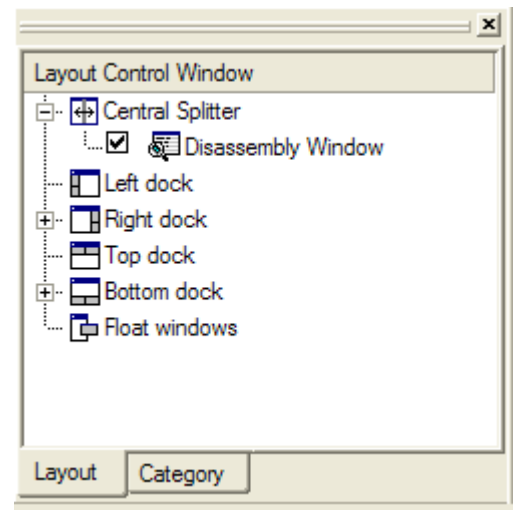 Layout Control Window
Central Splitter
Disassembly Window
Left dock
Right dock
Top dock
Bottom dock
Float windows
Layout Category